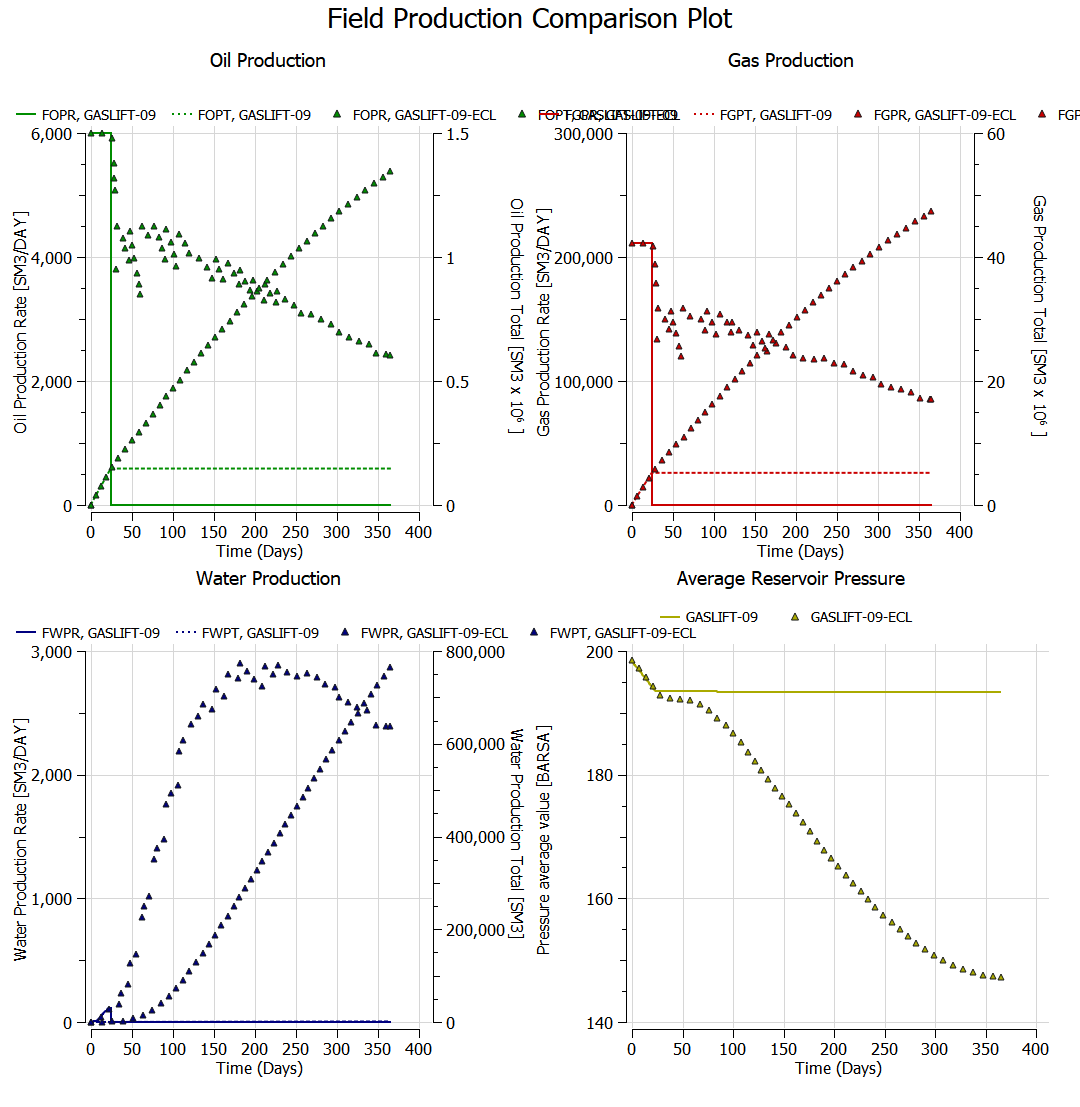 Field Production Comparison Plot
Oil Production
FOPR, GASLIFT-09
FOPT, GASLIFT-09
FOPR, GASLIFT-09-ECL
6,000
4,000
2,000
0
Oil Production Rate [SM3/DAY]
1.5
1
0.5
0
Oil Production Total [SM3 x 10⁶ ]
0 50 100 150 200 250 300 350 400
Time (Days)
Gas Production
FGPT, GASLIFT-09
FGPR, GASLIFT-09-ECL
FGP
300,000
200,000
100,000
0
Gas Production Rate [SM3/DAY]
60
40
20
0
Gas Production Total [SM3 x 10⁶ ]
0 50 100 150 200 250 300 350 400
Time (Days)
Water Production
FWPR, GASLIFT-09
FWPT, GASLIFT-09
FWPR, GASLIFT-09-ECL
FWPT, GASLIFT-09-ECL
3,000
2,000
1,000
0
Water Production Rate [SM3/DAY]
800,000
600,000
400,000
200,000
0
Water Production Total [SM3]
0 50 100 150 200 250 300 350 400
Time (Days)
Average Reservoir Pressure
GASLIFT-09
GASLIFT-09-ECL
200
180
160
140
Pressure average value [BARSA]
0 50 100 150 200 250 300 350 400
Time (Days)